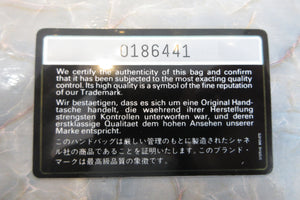 0186441
We certify the authenticity of this bag and confirm
that it has been subjected to the most exacting quality
control. Its high quality is a symbol of the fine reputation
of our Trademark.
Wir bestaetigen, dass es sich um eine Original Hand-
tasche handelt, die waehrend ihrer Herstellung
strengsten Kontrollen unterworfen war, und deren
erstklassige Qualitaet dem hohen Ansehen unserer
Marke entspricht.
このハンドバッグは厳しい管理のもとに製造されたシャネ
ル社の商品であることを証明いたします。このブランド・
マークは最高級品質の象徴です。